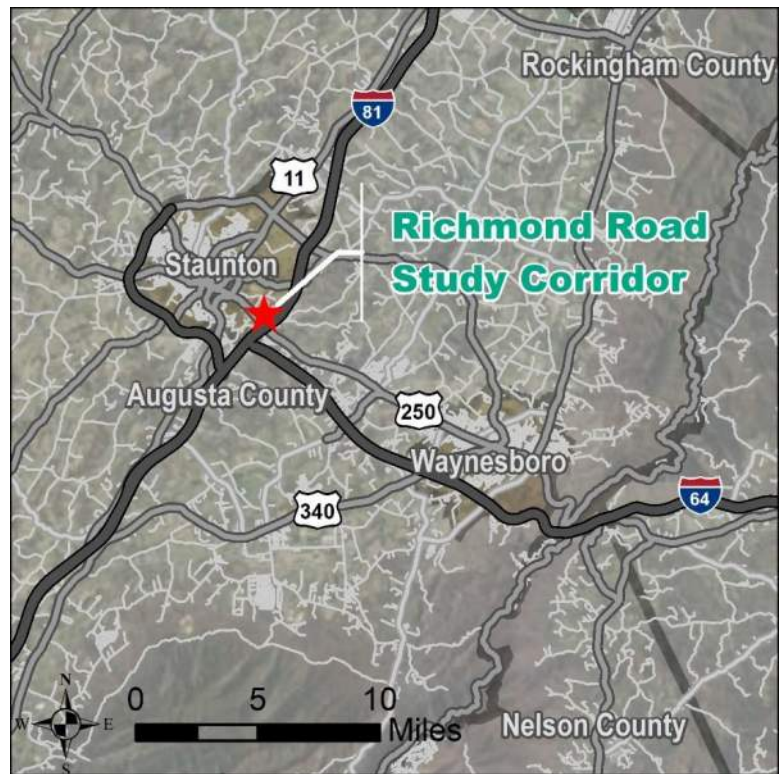 Rockingham County
81
11
Richmond Road
Study Corridor
Staunton
Augusta County
250
Waynesboro
64
340
N
W E
S
0 5 10
Miles
Nelson County